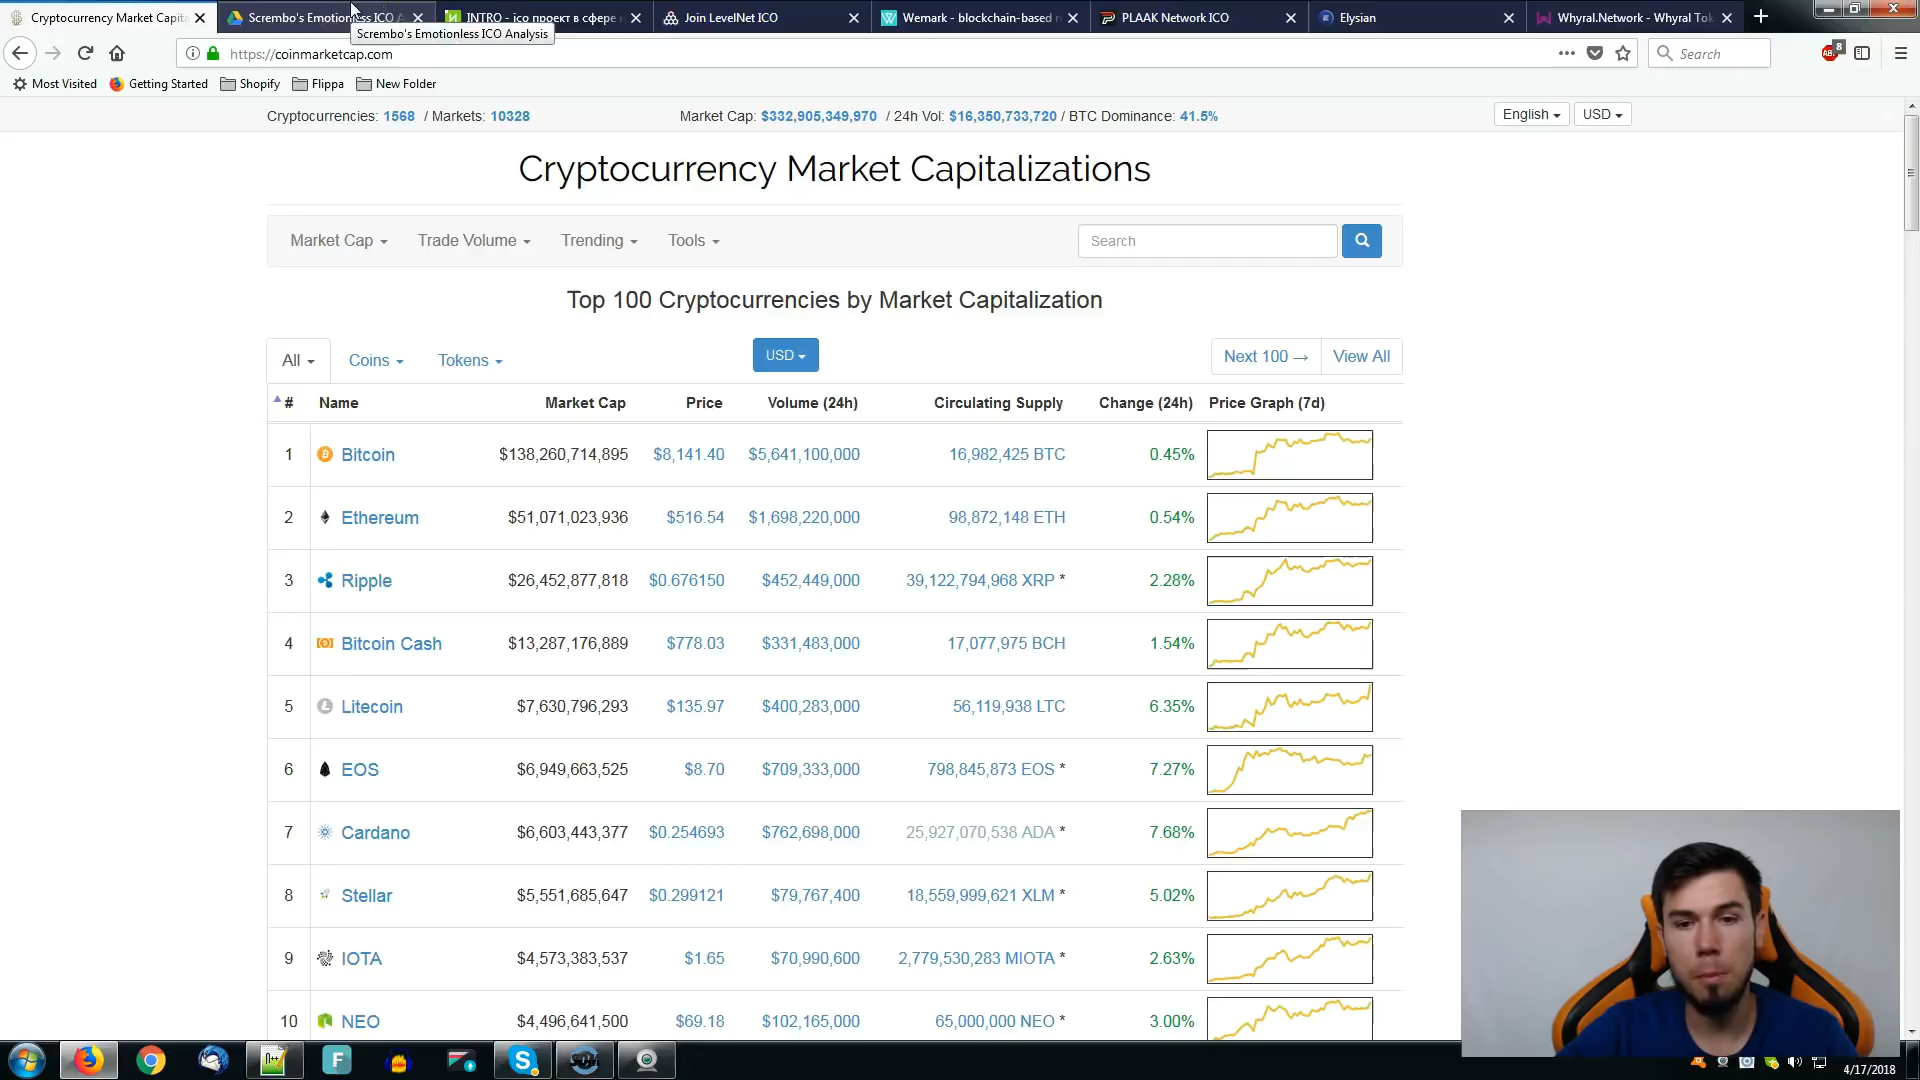 Cryptocurrency Market Capita
Scrembo's Emotionless ICO A
INTRO - ico проект в сфере
Join LevelNet ICO
Wemark - blockchain-based
PLAAK Network ICO
Elysian
Whyral.Network - Whyral Tok
Scrembo's Emotionless ICO Analysis
https://coinmarketcap.com
Search
ABP 8
Most Visited Getting Started Shopify Flippa New Folder
Cryptocurrencies: 1568 / Markets: 10328 Market Cap: $332,905,349,970 / 24h Vol: $16,350,733,720 / BTC Dominance: 41.5% English USD
Cryptocurrency Market Capitalizations
Market Cap Trade Volume Trending Tools Search
Top 100 Cryptocurrencies by Market Capitalization
All Coins Tokens USD Next 100 → View All
# Name Market Cap Price Volume (24h) Circulating Supply Change (24h) Price Graph (7d)
1 Bitcoin $138,260,714,895 $8,141.40 $5,641,100,000 16,982,425 BTC 0.45%
2 Ethereum $51,071,023,936 $516.54 $1,698,220,000 98,872,148 ETH 0.54%
3 Ripple $26,452,877,818 $0.676150 $452,449,000 39,122,794,968 XRP * 2.28%
4 Bitcoin Cash $13,287,176,889 $778.03 $331,483,000 17,077,975 BCH 1.54%
5 Litecoin $7,630,796,293 $135.97 $400,283,000 56,119,938 LTC 6.35%
6 EOS $6,949,663,525 $8.70 $709,333,000 798,845,873 EOS * 7.27%
7 Cardano $6,603,443,377 $0.254693 $762,698,000 25,927,070,538 ADA * 7.68%
8 Stellar $5,551,685,647 $0.299121 $79,767,400 18,559,999,621 XLM * 5.02%
9 IOTA $4,573,383,537 $1.65 $70,990,600 2,779,530,283 MIOTA * 2.63%
10 NEO $4,496,641,500 $69.18 $102,165,000 65,000,000 NEO * 3.00%
4/17/2018